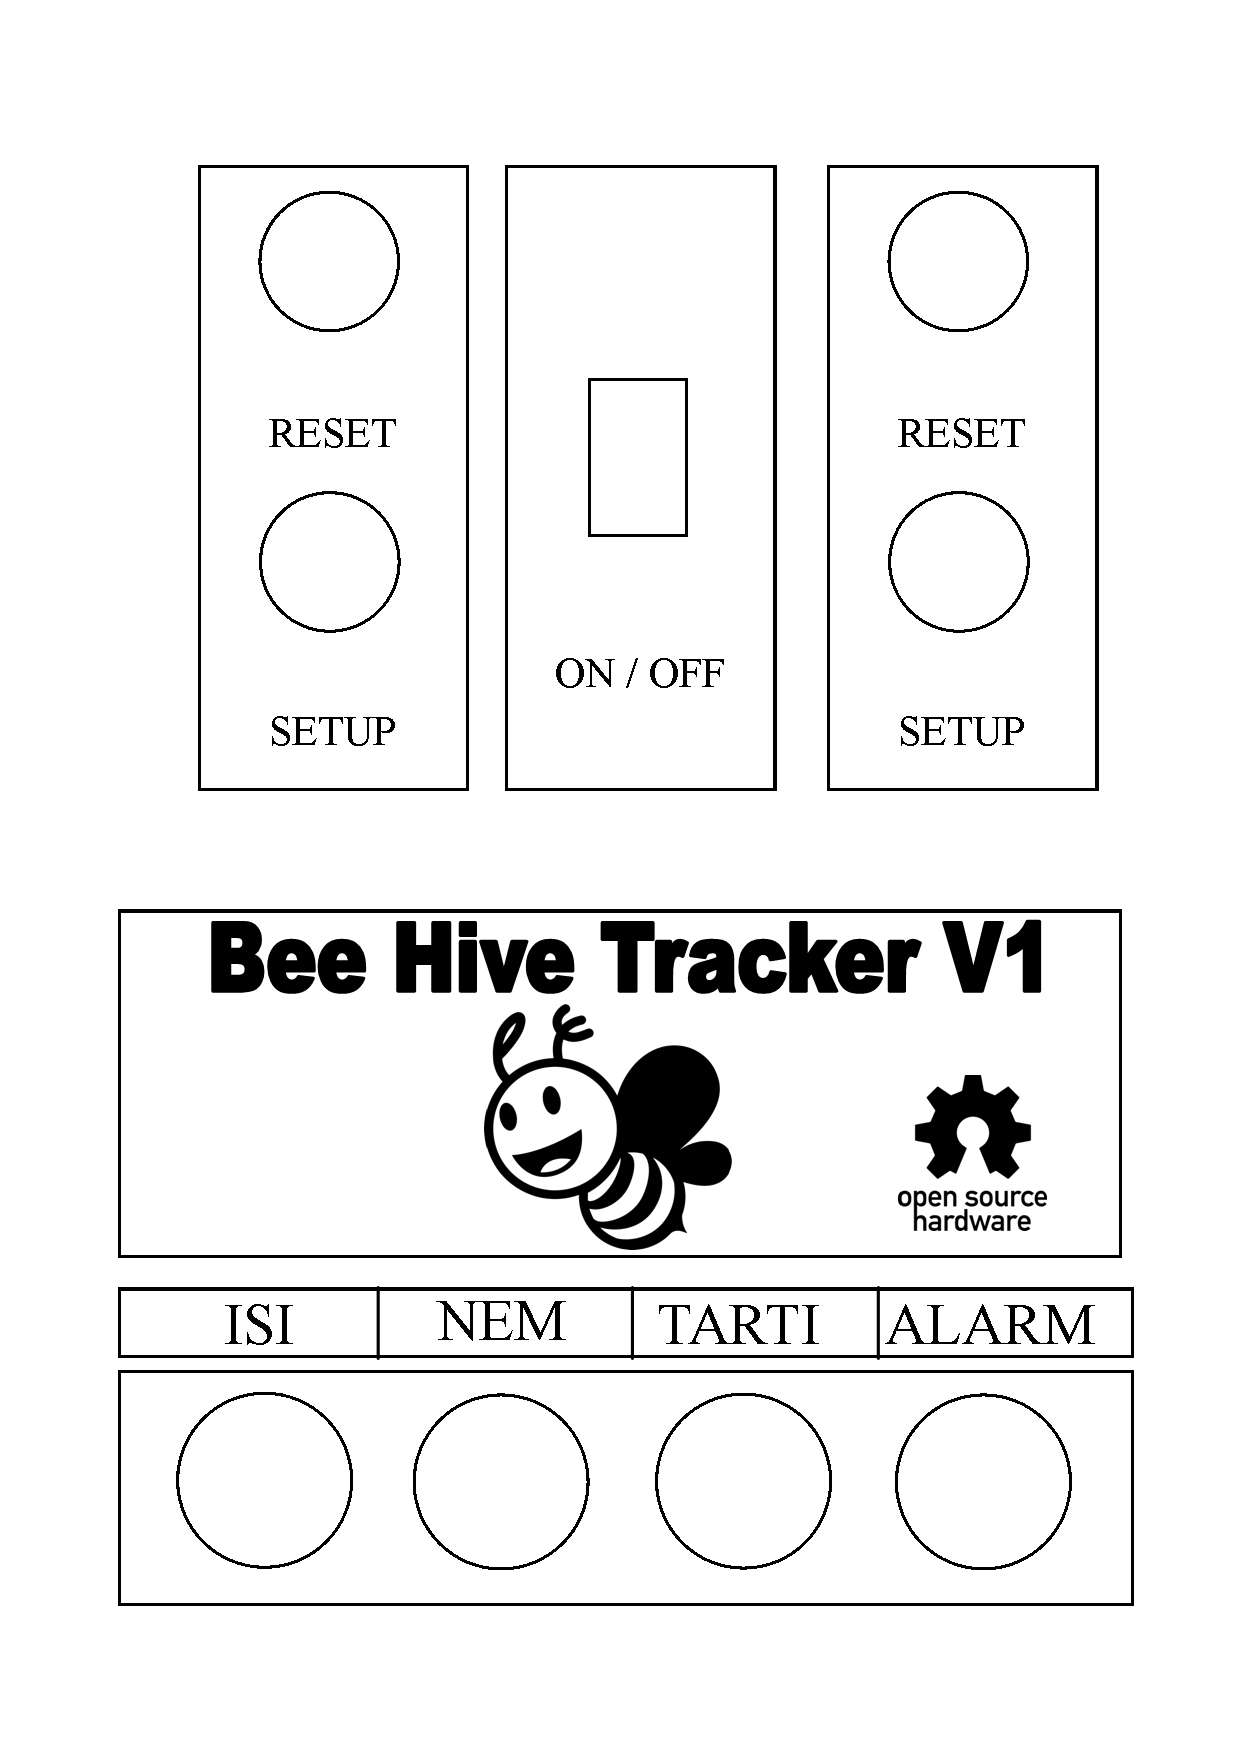 RESET
SETUP
ON / OFF
RESET
SETUP
Bee Hive Tracker V1
open source
hardware
ISI
NEM
TARTI
ALARM